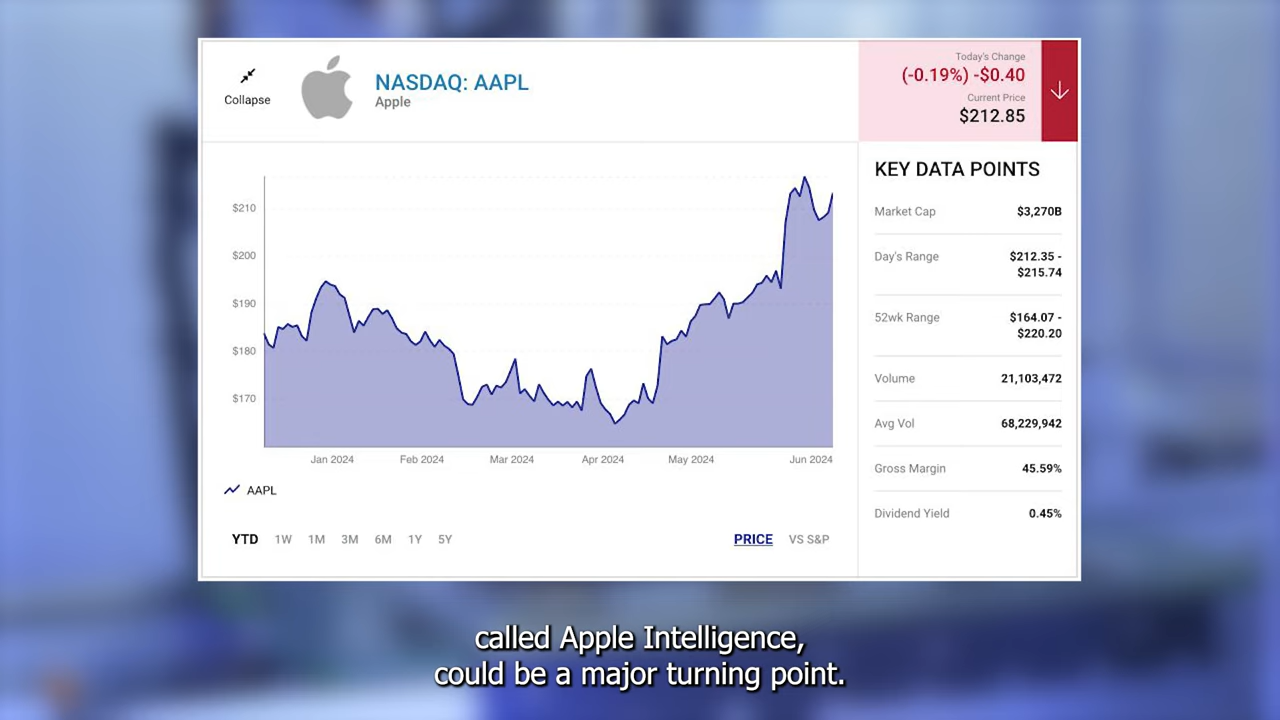 Collapse
NASDAQ: AAPL
Apple
Today's Change
(-0.19%) -$0.40
Current Price
$212.85
$210
$200
$190
$180
$170
Jan 2024
Feb 2024
Mar 2024
Apr 2024
May 2024
Jun 2024
AAPL
YTD 1W 1M 3M 6M 1Y 5Y
PRICE VS S&P
KEY DATA POINTS
Market Cap $3,270B
Day's Range $212.35 -
$215.74
52wk Range $164.07 -
$220.20
Volume 21,103,472
Avg Vol 68,229,942
Gross Margin 45.59%
Dividend Yield 0.45%
called Apple Intelligence,
could be a major turning point.